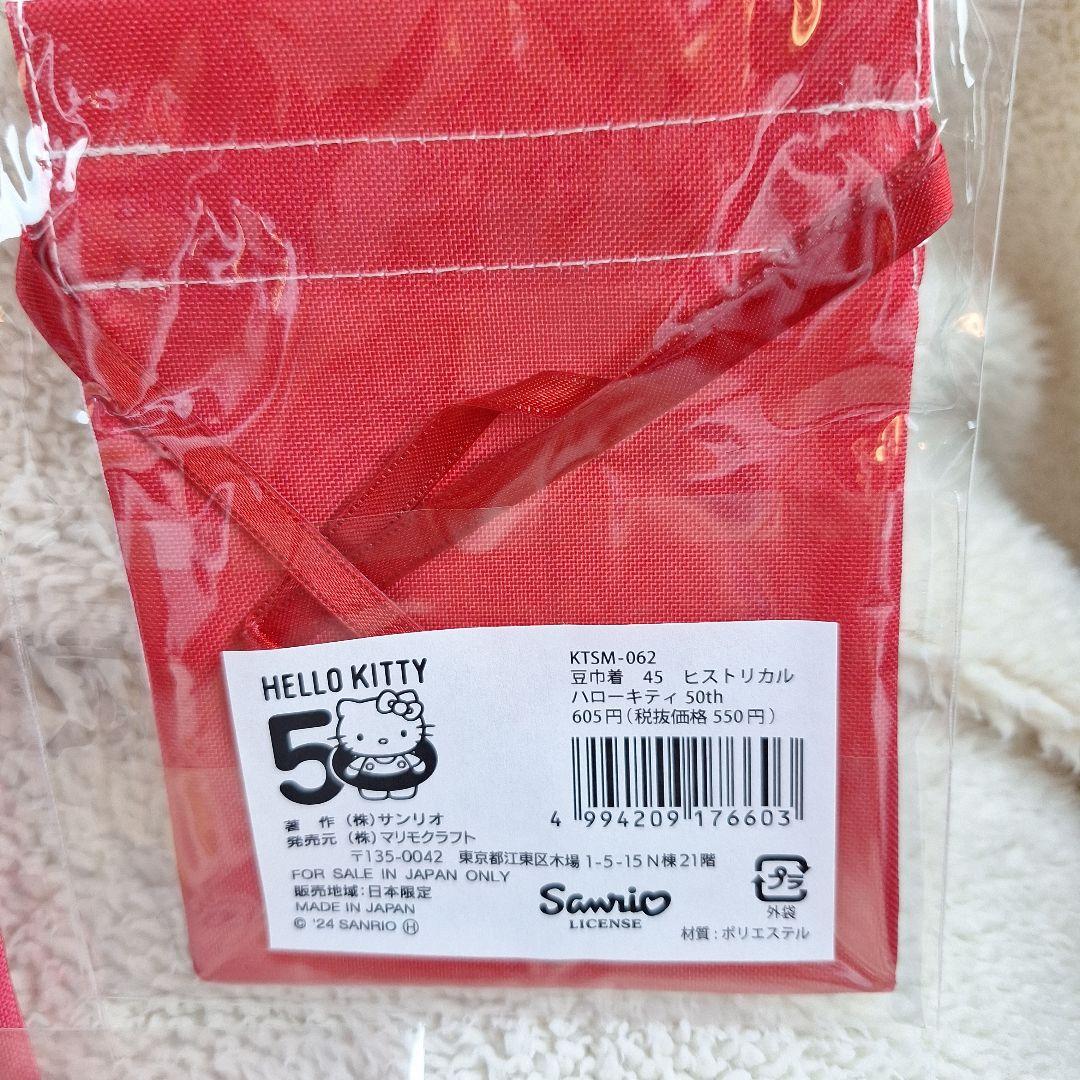 HELLO KITTY
50
KTSM-062
豆巾着 45 ヒストリカル
ハローキティ 50th
605円(税抜価格 550円)
4 994209 176603
著 作 (株)サンリオ
発売元 (株)マリモクラフト
〒135-0042 東京都江東区木場 1-5-15 N棟21階
FOR SALE IN JAPAN ONLY
販売地域:日本限定
MADE IN JAPAN
© '24 SANRIO Ⓗ
Sanrio
LICENSE
プラ
外袋
材質:ポリエステル